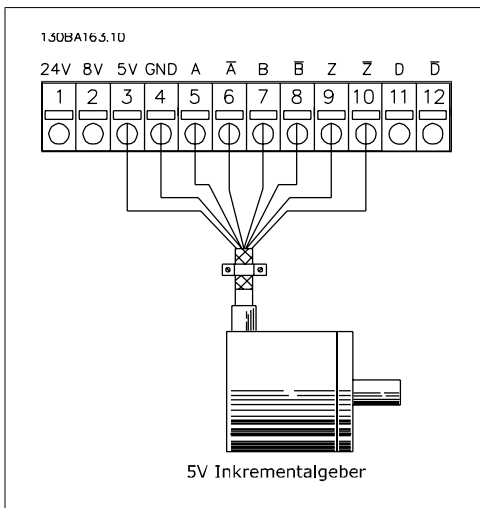 130BA163.10
24V 8V 5V GND A A̅ B B̅ Z Z̅ D D̅
1 2 3 4 5 6 7 8 9 10 11 12
5V Inkrementalgeber